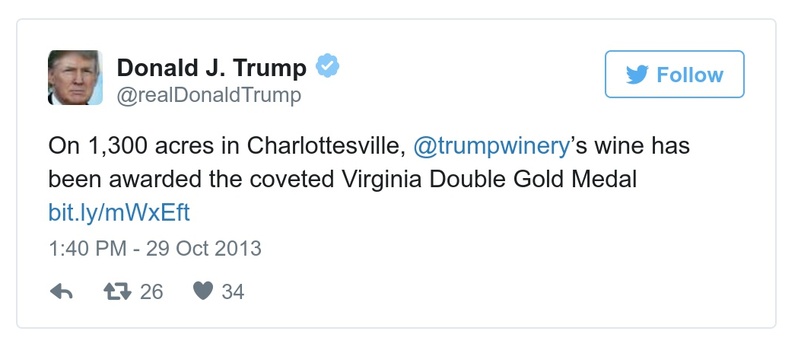 Donald J. Trump
@realDonaldTrump
Follow
On 1,300 acres in Charlottesville, @trumpwinery’s wine has
been awarded the coveted Virginia Double Gold Medal
bit.ly/mWxEft
1:40 PM - 29 Oct 2013
26 34